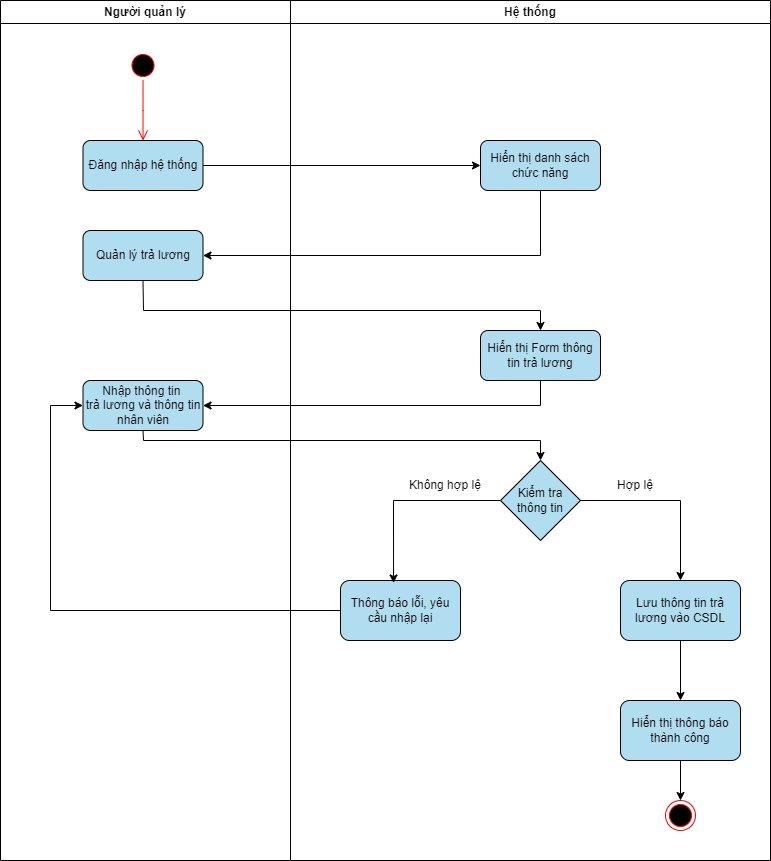 Người quản lý
Hệ thống
Đăng nhập hệ thống
Hiển thị danh sách
chức năng
Quản lý trả lương
Hiển thị Form thông
tin trả lương
Nhập thông tin
trả lương và thông tin
nhân viên
Kiểm tra
thông tin
Không hợp lệ
Hợp lệ
Thông báo lỗi, yêu
cầu nhập lại
Lưu thông tin trả
lương vào CSDL
Hiển thị thông báo
thành công